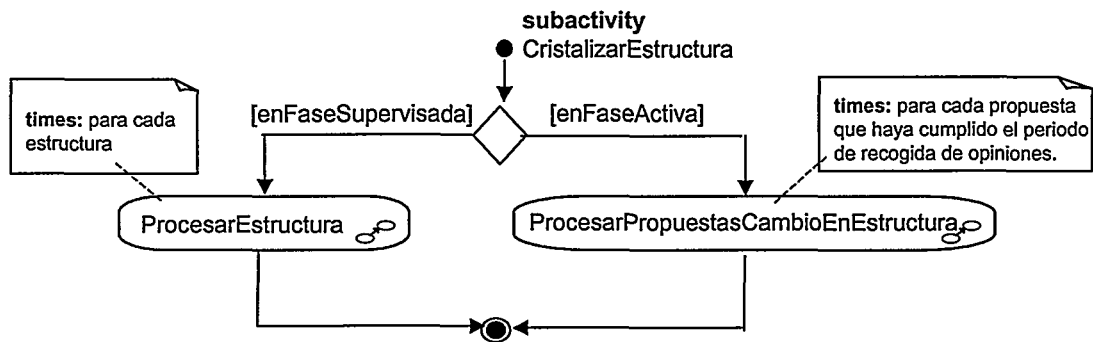 subactivity
CristalizarEstructura
times: para cada
estructura
[enFaseSupervisada]
[enFaseActiva]
times: para cada propuesta
que haya cumplido el periodo
de recogida de opiniones.
ProcesarEstructura
ProcesarPropuestasCambioEnEstructura